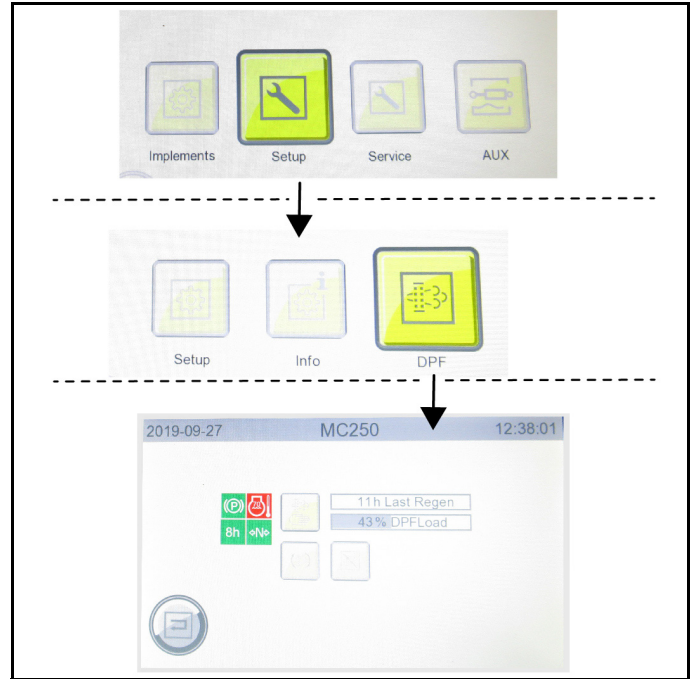 Implements Setup Service AUX
Setup Info DPF
2019-09-27 MC250 12:38:01
(P)
11h Last Regen
43% DPFLoad
8h N